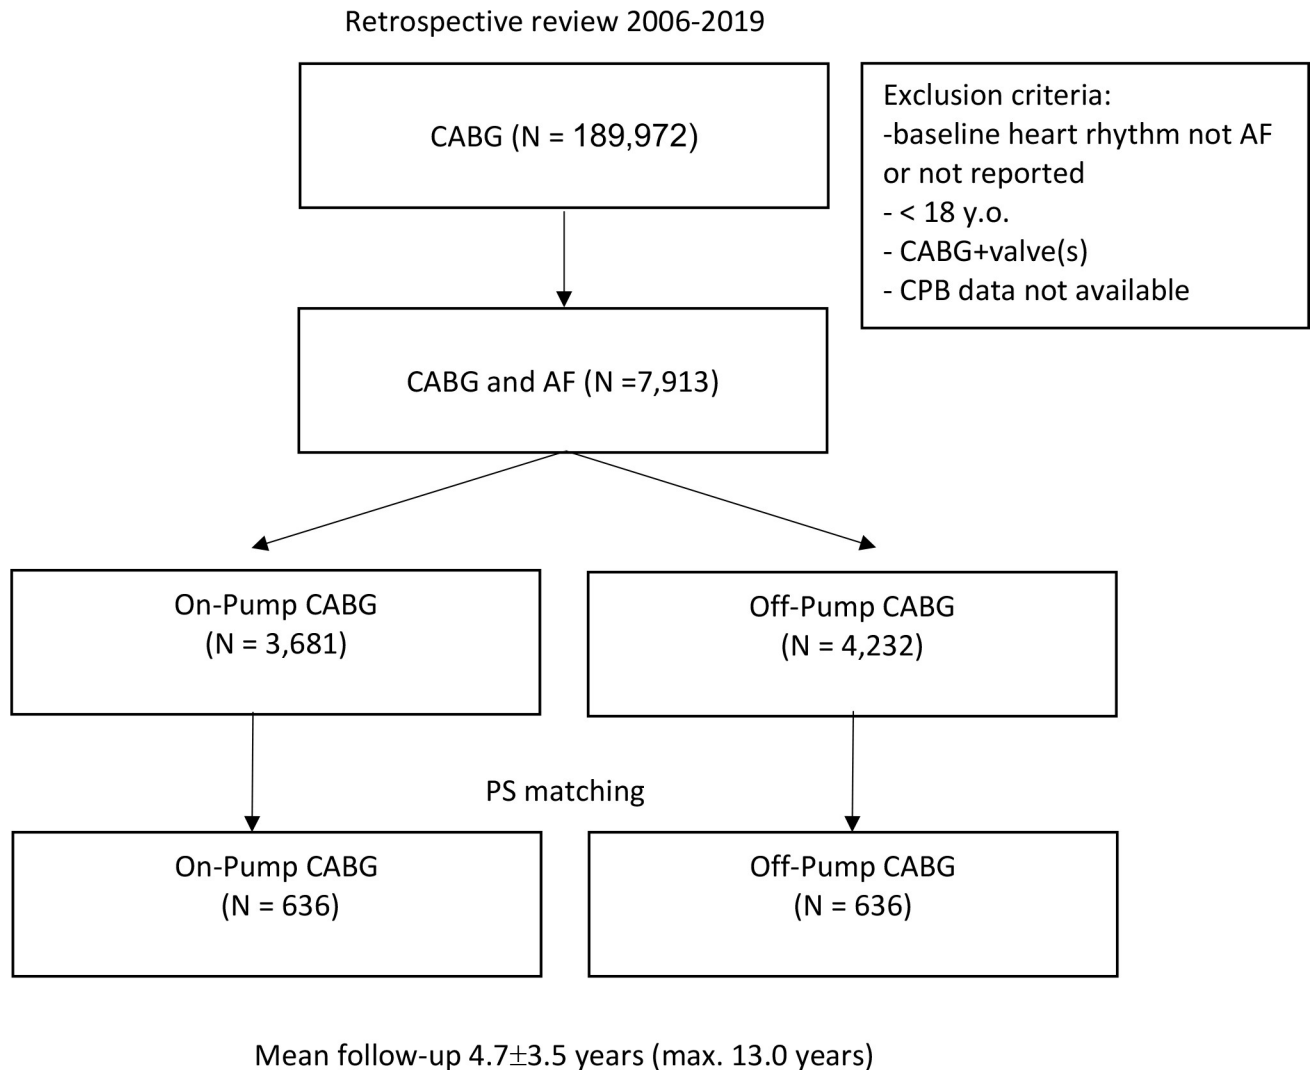 Retrospective review 2006-2019
CABG (N = 189,972)
Exclusion criteria:
-baseline heart rhythm not AF
or not reported
- < 18 y.o.
- CABG+valve(s)
- CPB data not available
CABG and AF (N =7,913)
On-Pump CABG
(N = 3,681)
Off-Pump CABG
(N = 4,232)
PS matching
On-Pump CABG
(N = 636)
Off-Pump CABG
(N = 636)
Mean follow-up 4.7±3.5 years (max. 13.0 years)